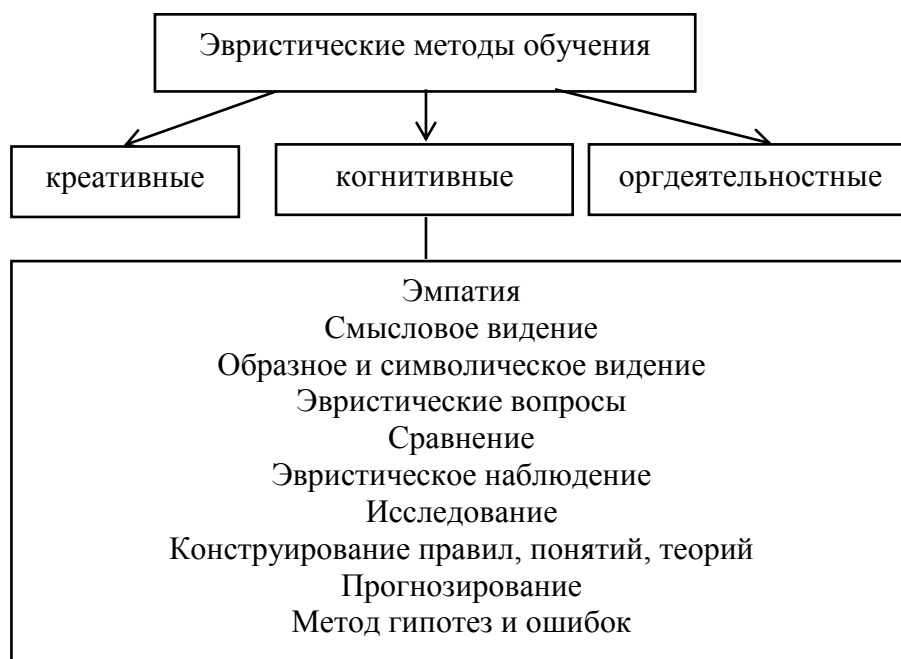 Эвристические методы обучения
креативные
когнитивные
оргдеятельностные
Эмпатия
Смысловое видение
Образное и символическое видение
Эвристические вопросы
Сравнение
Эвристическое наблюдение
Исследование
Конструирование правил, понятий, теорий
Прогнозирование
Метод гипотез и ошибок